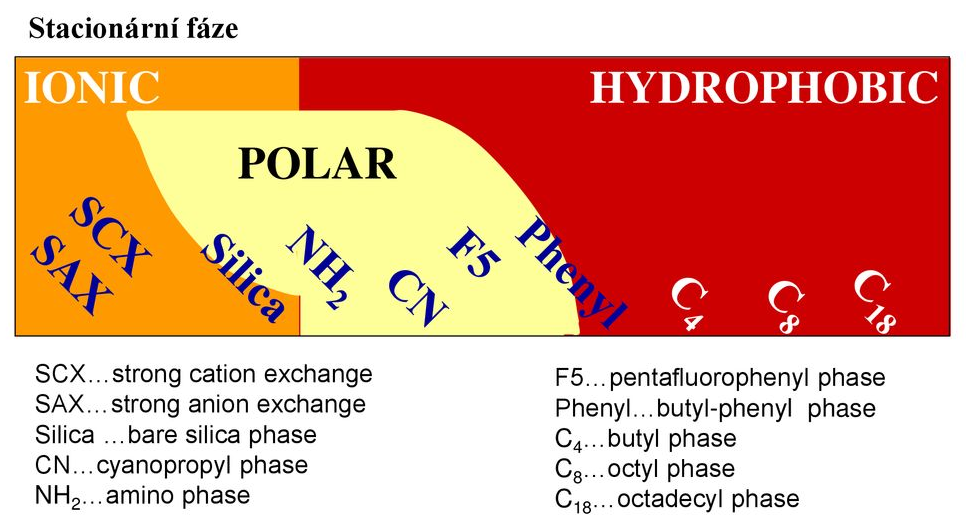 Stacionární fáze
IONIC
HYDROPHOBIC
POLAR
SCX
SAX
Silica
NH₂
CN
F5
Phenyl
C₄
C₈
C₁₈
SCX…strong cation exchange
SAX…strong anion exchange
Silica …bare silica phase
CN…cyanopropyl phase
NH₂…amino phase
F5…pentafluorophenyl phase
Phenyl…butyl-phenyl  phase
C₄…butyl phase
C₈…octyl phase
C₁₈…octadecyl phase